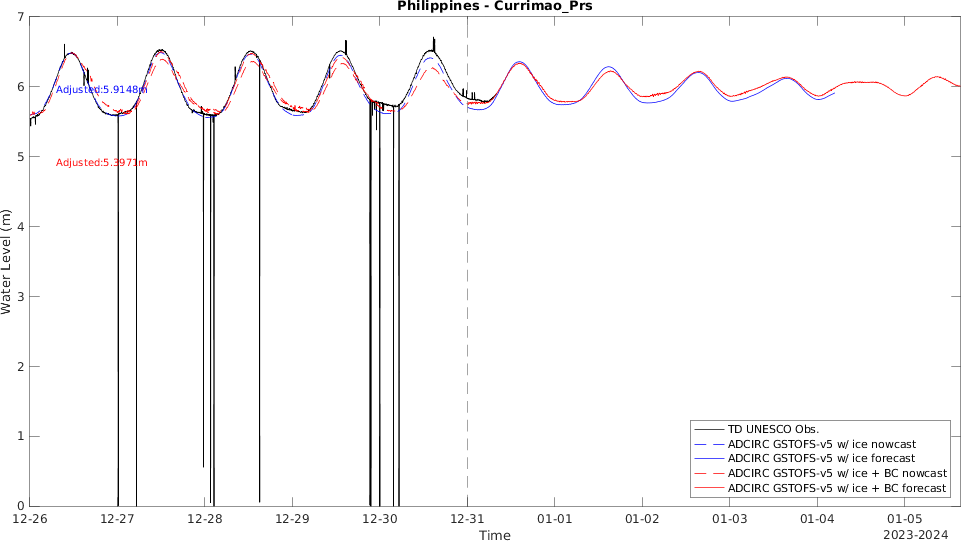 Philippines - Currimao_Prs
7
6
5
4
3
2
1
0
Water Level (m)
Adjusted:5.9148m
Adjusted:5.3971m
TD UNESCO Obs.
ADCIRC GSTOFS-v5 w/ ice nowcast
ADCIRC GSTOFS-v5 w/ ice forecast
ADCIRC GSTOFS-v5 w/ ice + BC nowcast
ADCIRC GSTOFS-v5 w/ ice + BC forecast
12-26 12-27 12-28 12-29 12-30 12-31 01-01 01-02 01-03 01-04 01-05
Time
2023-2024